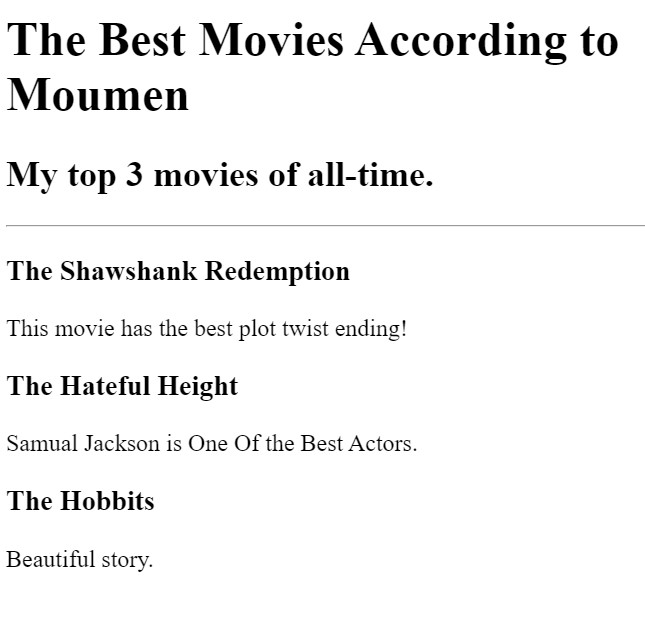 The Best Movies According to
Moumen
My top 3 movies of all-time.
The Shawshank Redemption
This movie has the best plot twist ending!
The Hateful Height
Samual Jackson is One Of the Best Actors.
The Hobbits
Beautiful story.